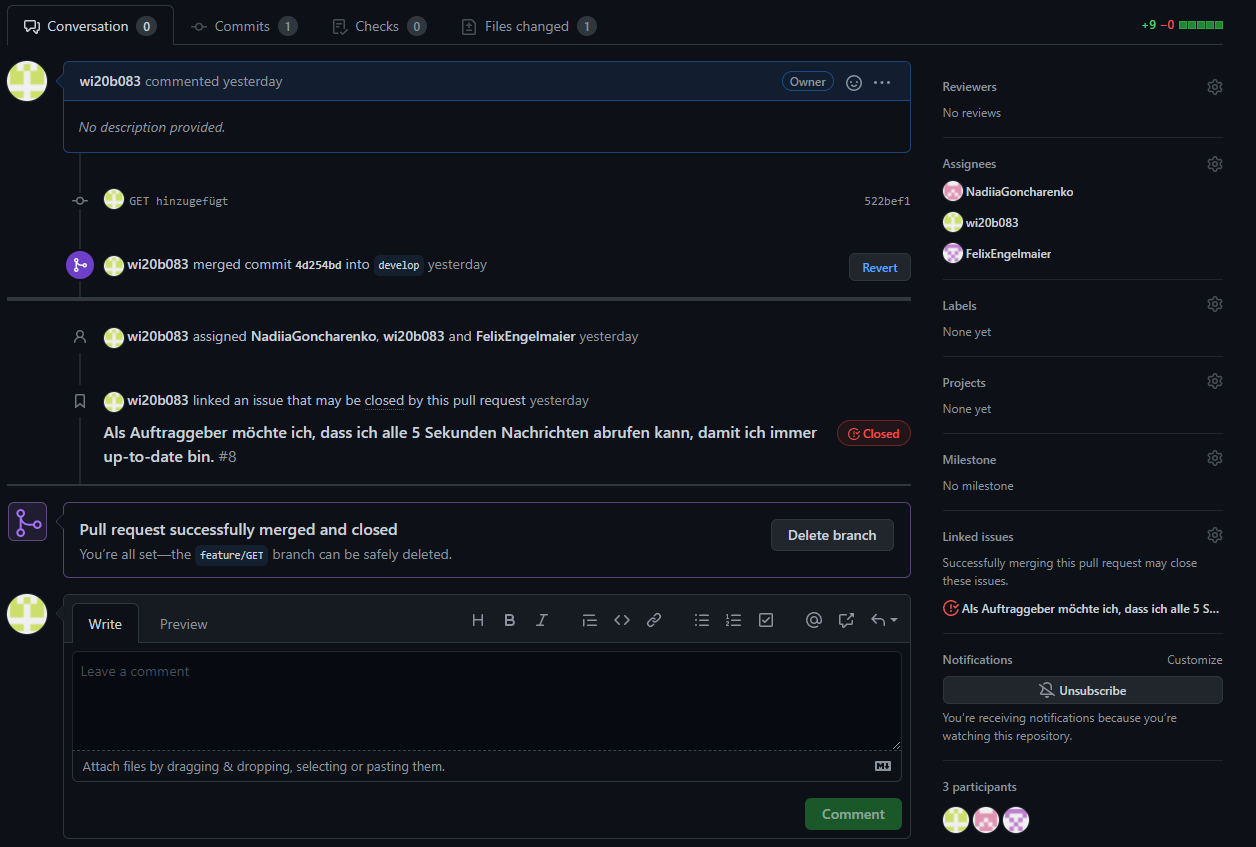 Conversation 0 Commits 1 Checks 0 Files changed 1 +9 −0
wi20b083 commented yesterday Owner
No description provided.
GET hinzugefügt 522bef1
wi20b083 merged commit 4d254bd into develop yesterday Revert
wi20b083 assigned NadiiaGoncharenko, wi20b083 and FelixEngelmaier yesterday
wi20b083 linked an issue that may be closed by this pull request yesterday
Als Auftraggeber möchte ich, dass ich alle 5 Sekunden Nachrichten abrufen kann, damit ich immer
up-to-date bin. #8
Closed
Pull request successfully merged and closed
You're all set—the feature/GET branch can be safely deleted.
Delete branch
Write Preview
H B I
Leave a comment
Attach files by dragging & dropping, selecting or pasting them.
Comment
Reviewers
No reviews
Assignees
NadiiaGoncharenko
wi20b083
FelixEngelmaier
Labels
None yet
Projects
None yet
Milestone
No milestone
Linked issues
Successfully merging this pull request may close
these issues.
Als Auftraggeber möchte ich, dass ich alle 5 S...
Notifications Customize
Unsubscribe
You're receiving notifications because you're
watching this repository.
3 participants